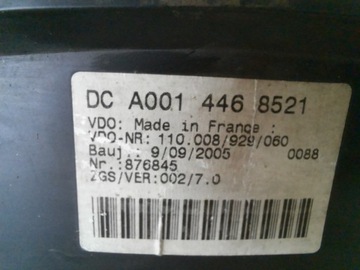 DC A001 446 8521
VDO: Made in France :
VDO-NR: 110.008/929/060
Bauj.: 9/09/2005 0088
Nr.:876845
ZGS/VER:002/7.0